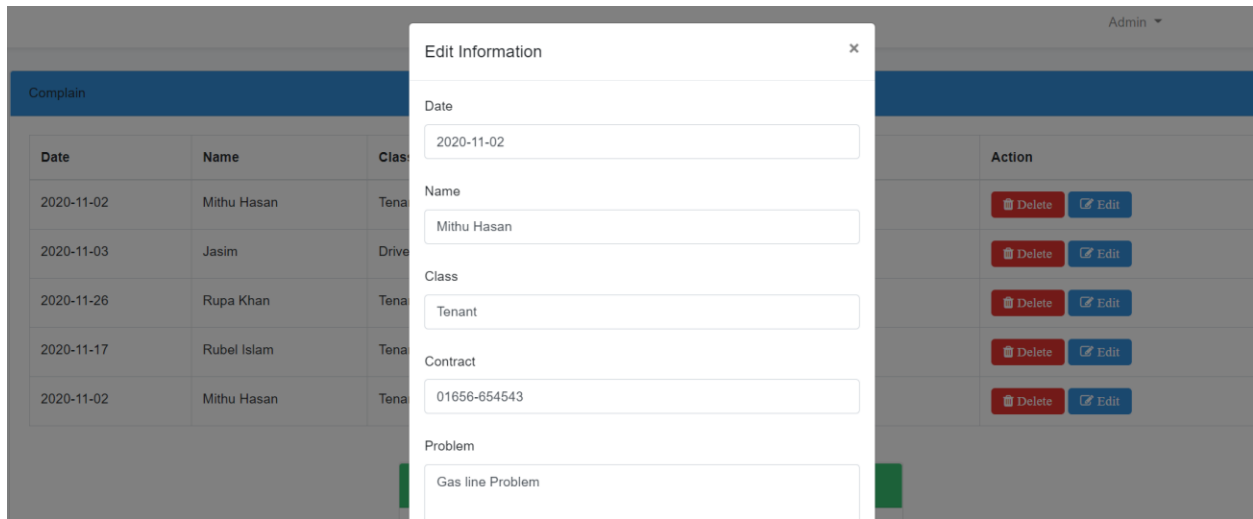 Admin
Edit Information ×
Complain
Date
2020-11-02
Name
Mithu Hasan
Class
Tenant
Contract
01656-654543
Problem
Gas line Problem
Date Name Clas Action
2020-11-02 Mithu Hasan Tena Delete Edit
2020-11-03 Jasim Drive Delete Edit
2020-11-26 Rupa Khan Tena Delete Edit
2020-11-17 Rubel Islam Tena Delete Edit
2020-11-02 Mithu Hasan Tena Delete Edit